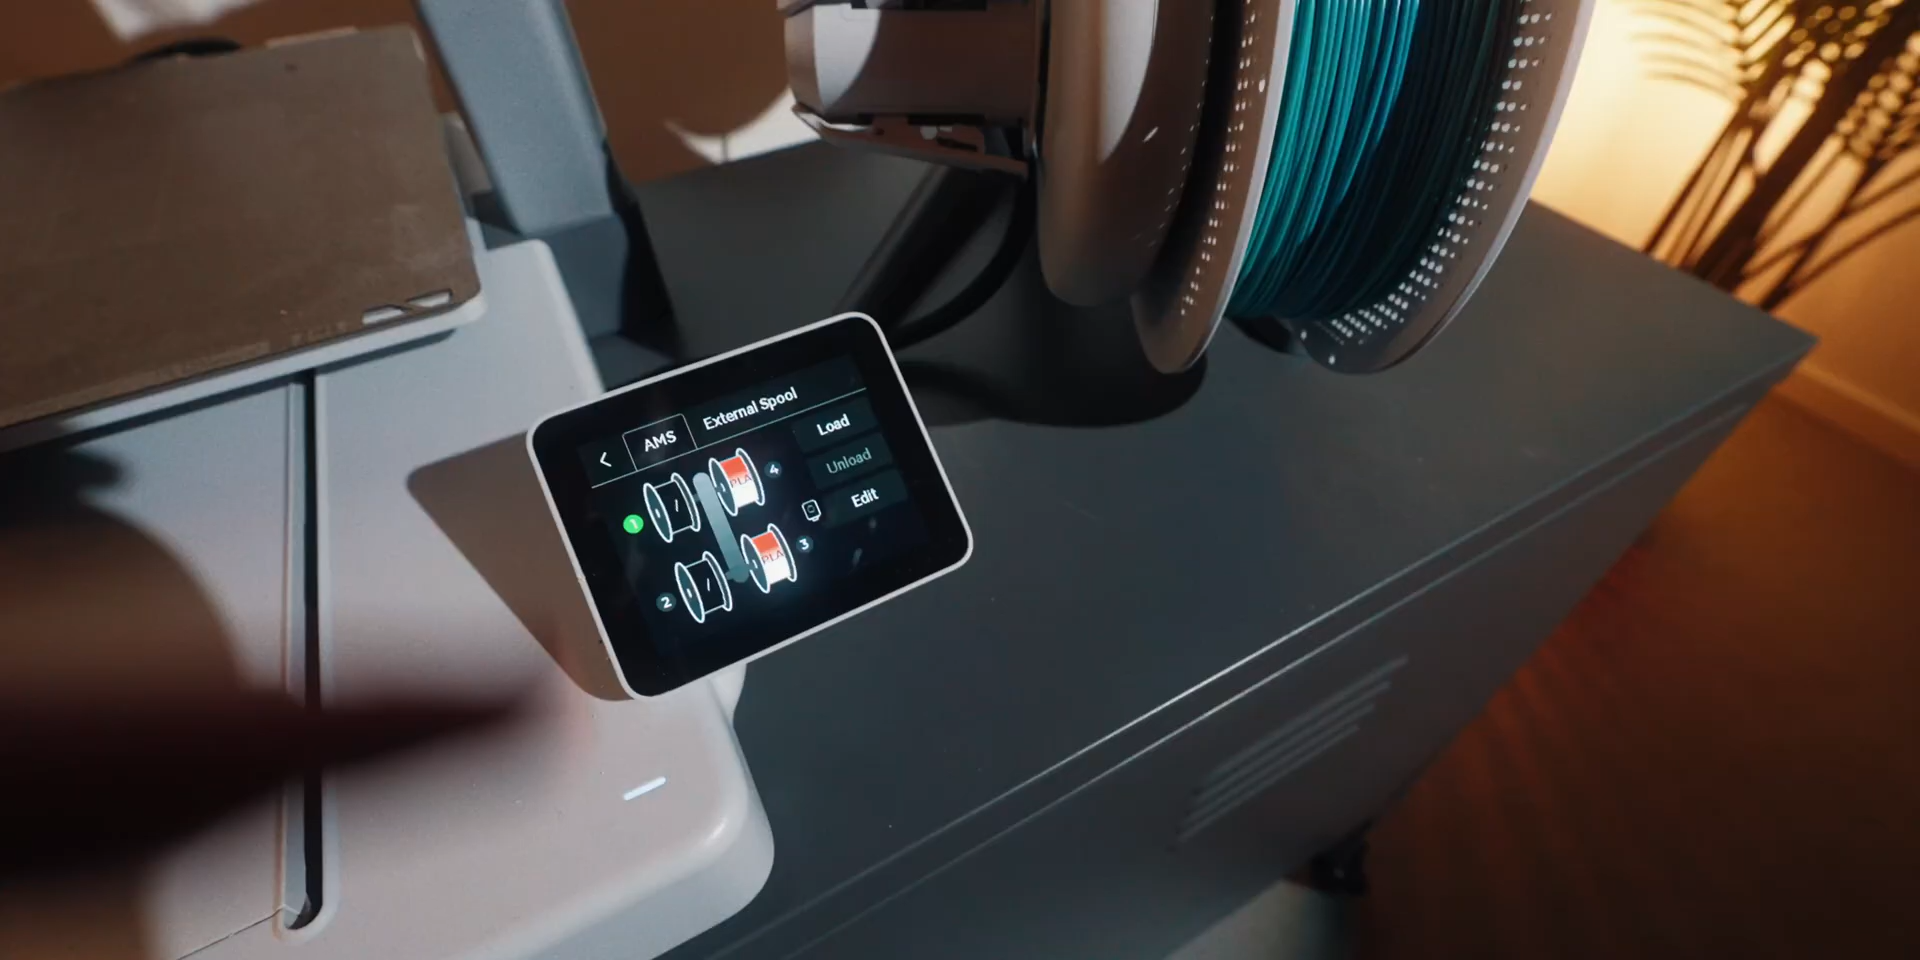 AMS External Spool
Load
Unload
Edit
1
PLA 4
2
PLA 3